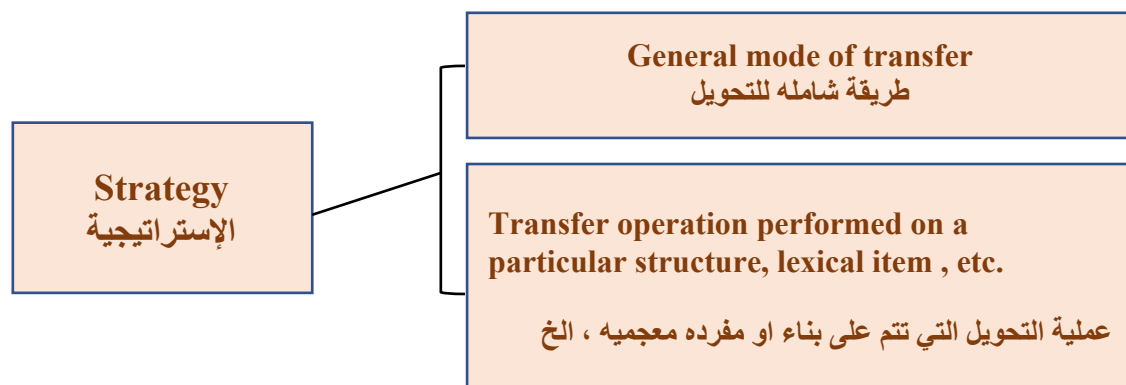 General mode of transfer
طريقة شامله للتحويل
Strategy
الإستراتيجية
Transfer operation performed on a
particular structure, lexical item , etc.
عملية التحويل التي تتم على بناء او مفرده معجميه ، الخ